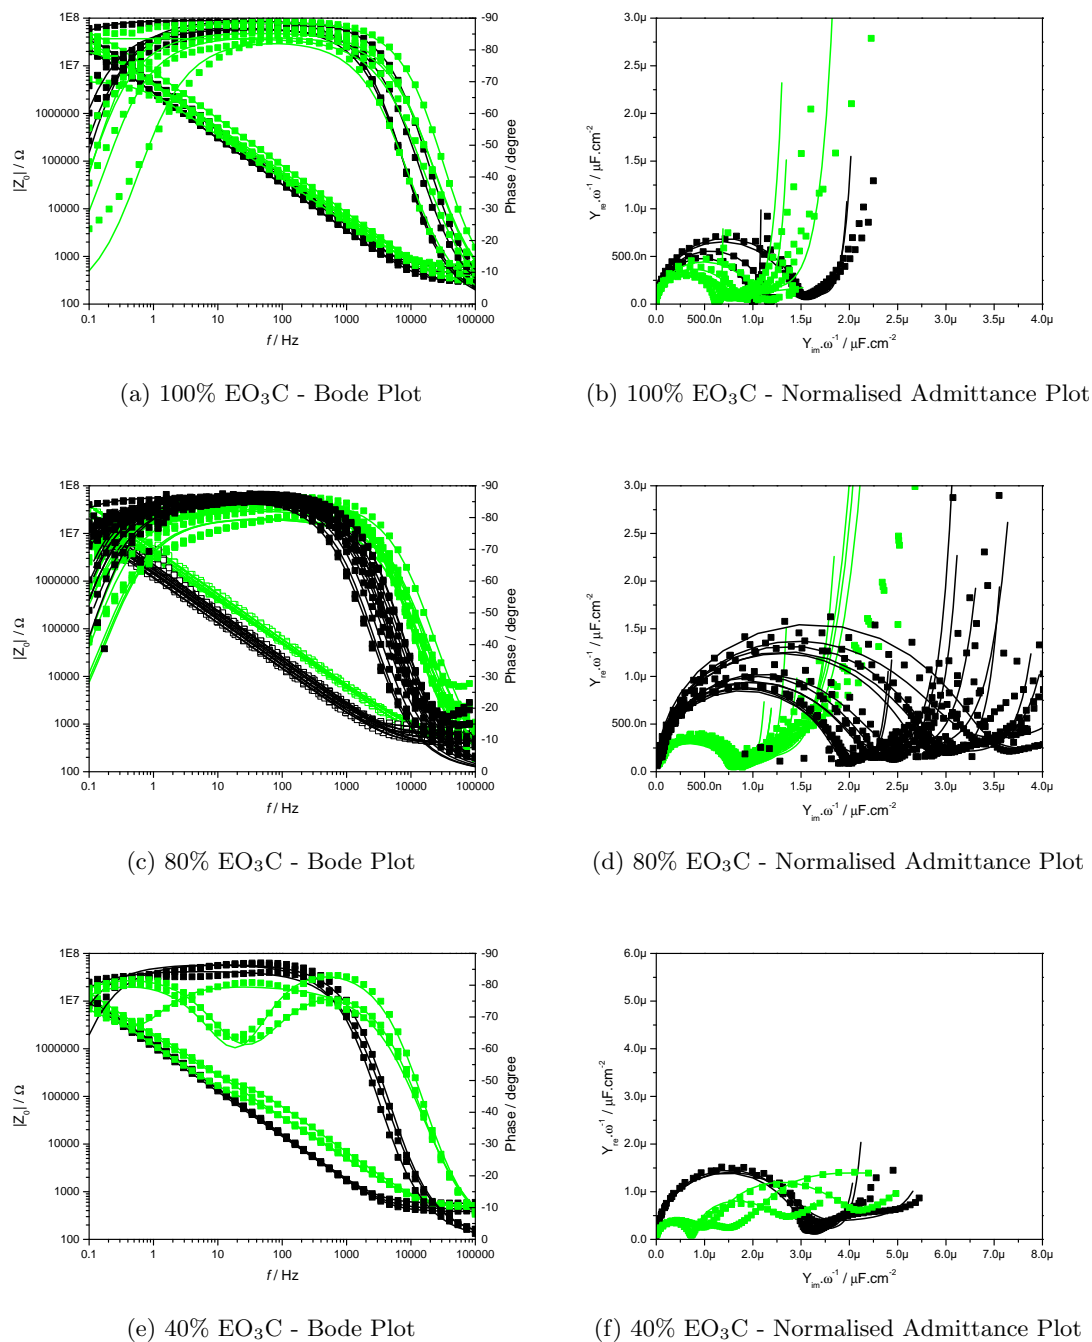 1E8
1E7
1000000
100000
10000
1000
100
|Z₀| / Ω
-90
-80
-70
-60
-50
-40
-30
-20
-10
0
Phase / degree
0.1 1 10 100 1000 10000 100000
f / Hz
3.0µ
2.5µ
2.0µ
1.5µ
1.0µ
500.0n
0.0
Y_re.ω⁻¹ / µF.cm⁻²
0.0 500.0n 1.0µ 1.5µ 2.0µ 2.5µ 3.0µ 3.5µ 4.0µ
Y_im.ω⁻¹ / µF.cm⁻²
(a) 100% EO₃C - Bode Plot
(b) 100% EO₃C - Normalised Admittance Plot
1E8
1E7
1000000
100000
10000
1000
100
|Z₀| / Ω
-90
-80
-70
-60
-50
-40
-30
-20
-10
0
Phase / degree
0.1 1 10 100 1000 10000 100000
f / Hz
3.0µ
2.5µ
2.0µ
1.5µ
1.0µ
500.0n
0.0
Y_re.ω⁻¹ / µF.cm⁻²
0.0 500.0n 1.0µ 1.5µ 2.0µ 2.5µ 3.0µ 3.5µ 4.0µ
Y_im.ω⁻¹ / µF.cm⁻²
(c) 80% EO₃C - Bode Plot
(d) 80% EO₃C - Normalised Admittance Plot
1E8
1E7
1000000
100000
10000
1000
100
|Z₀| / Ω
-90
-80
-70
-60
-50
-40
-30
-20
-10
0
Phase / degree
0.1 1 10 100 1000 10000 100000
f / Hz
6.0µ
5.0µ
4.0µ
3.0µ
2.0µ
1.0µ
0.0
Y_re.ω⁻¹ / µF.cm⁻²
0.0 1.0µ 2.0µ 3.0µ 4.0µ 5.0µ 6.0µ 7.0µ 8.0µ
Y_im.ω⁻¹ / µF.cm⁻²
(e) 40% EO₃C - Bode Plot
(f) 40% EO₃C - Normalised Admittance Plot